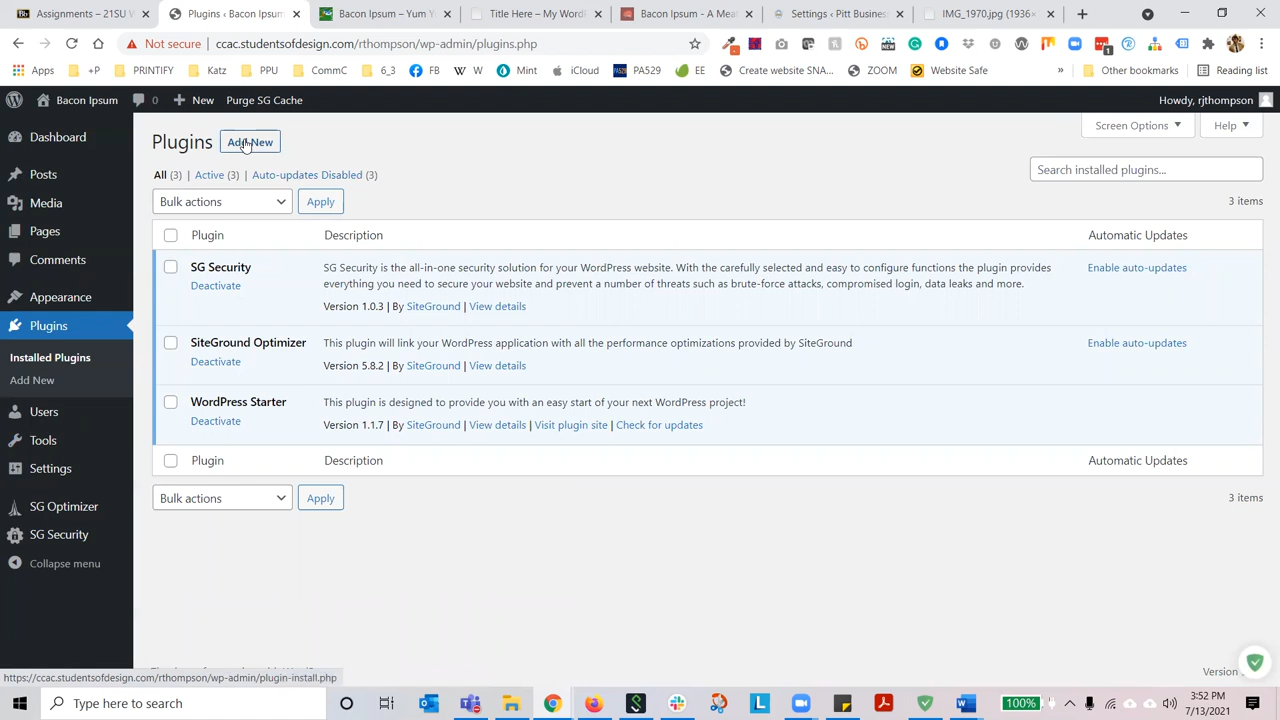 Assignments – 21SU W
Plugins ‹ Bacon Ipsum
Bacon Ipsum – Yum Y
Title Here – My WordP
Bacon Ipsum - A Mea
Settings ‹ Pitt Business
IMG_1970.jpg (1936×
Not secure | ccac.studentsofdesign.com/rthompson/wp-admin/plugins.php
Apps
+P
PRINTIFY
Katz
PPU
CommC
6_3
FB
W
Mint
iCloud
PA529
EE
Create website SNA...
ZOOM
Website Safe
»
Other bookmarks
Reading list
Bacon Ipsum
0
New
Purge SG Cache
Howdy, rjthompson
Dashboard
Posts
Media
Pages
Comments
Appearance
Plugins
Installed Plugins
Add New
Users
Tools
Settings
SG Optimizer
SG Security
Collapse menu
Plugins
Add New
Screen Options
Help
All (3) | Active (3) | Auto-updates Disabled (3)
Search installed plugins...
Bulk actions
Apply
3 items
Plugin
Description
Automatic Updates
SG Security
Deactivate
SG Security is the all-in-one security solution for your WordPress website. With the carefully selected and easy to configure functions the plugin provides
everything you need to secure your website and prevent a number of threats such as brute-force attacks, compromised login, data leaks and more.
Version 1.0.3 | By SiteGround | View details
Enable auto-updates
SiteGround Optimizer
Deactivate
This plugin will link your WordPress application with all the performance optimizations provided by SiteGround
Version 5.8.2 | By SiteGround | View details
Enable auto-updates
WordPress Starter
Deactivate
This plugin is designed to provide you with an easy start of your next WordPress project!
Version 1.1.7 | By SiteGround | View details | Visit plugin site | Check for updates
Plugin
Description
Automatic Updates
Bulk actions
Apply
3 items
Version
https://ccac.studentsofdesign.com/rthompson/wp-admin/plugin-install.php
Type here to search
100%
3:52 PM
7/13/2021